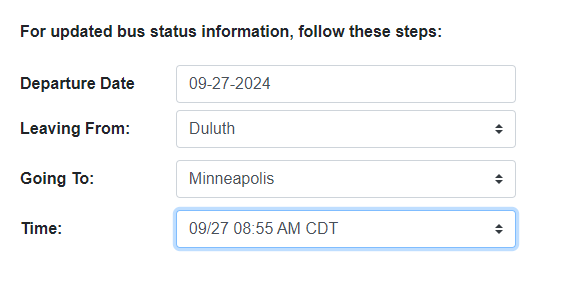 For updated bus status information, follow these steps:
Departure Date 09-27-2024
Leaving From: Duluth
Going To: Minneapolis
Time: 09/27 08:55 AM CDT